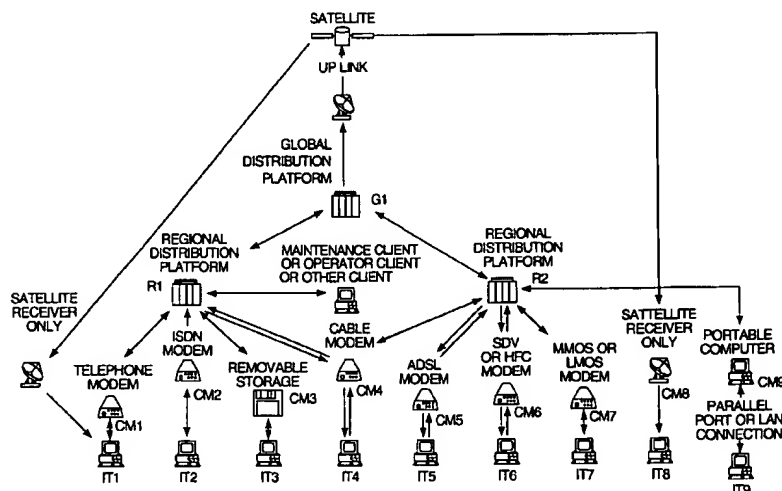 SATELLITE
UP LINK
GLOBAL
DISTRIBUTION
PLATFORM
G1
REGIONAL
DISTRIBUTION
PLATFORM
R1
MAINTENANCE CLIENT
OR OPERATOR CLIENT
OR OTHER CLIENT
REGIONAL
DISTRIBUTION
PLATFORM
R2
SATELLITE
RECEIVER
ONLY
TELEPHONE
MODEM
CM1
ISDN
MODEM
CM2
REMOVABLE
STORAGE
CM3
CABLE
MODEM
CM4
ADSL
MODEM
CM5
SDV
OR HFC
MODEM
CM6
MMOS OR
LMOS
MODEM
CM7
SATTELLITE
RECEIVER
ONLY
CM8
PORTABLE
COMPUTER
CM9
PARALLEL
PORT OR LAN
CONNECTION
IT1
IT2
IT3
IT4
IT5
IT6
IT7
IT8
IT9